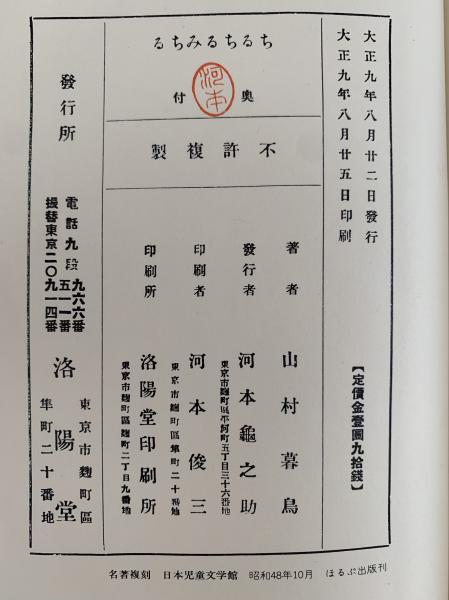 大正九年八月廿二日發行
大正九年八月廿五日印刷
【定價金壹圓九拾錢】
ちるちるみちる
奧付
河本
不許複製
著者 山村暮鳥
發行者 河本龜之助
東京市麴町區平河町五丁目三十六番地
印刷者 河本俊三
東京市麴町區隼町二十番地
印刷所 洛陽堂印刷所
東京市麴町區麴町二丁目九番地
發行所
電話九段九六六番
五一一番
振替東京二〇九一四番
洛陽堂
東京市麴町區
隼町二十番地
名著複刻 日本児童文学館 昭和48年10月 ほるぷ出版刊